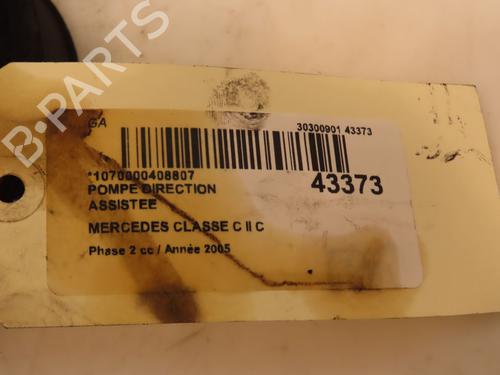 B-PARTS
GA
30300901 43373
*1070000408807
43373
POMPE DIRECTION
ASSISTEE
MERCEDES CLASSE C II C
Phase 2 cc / Année 2005